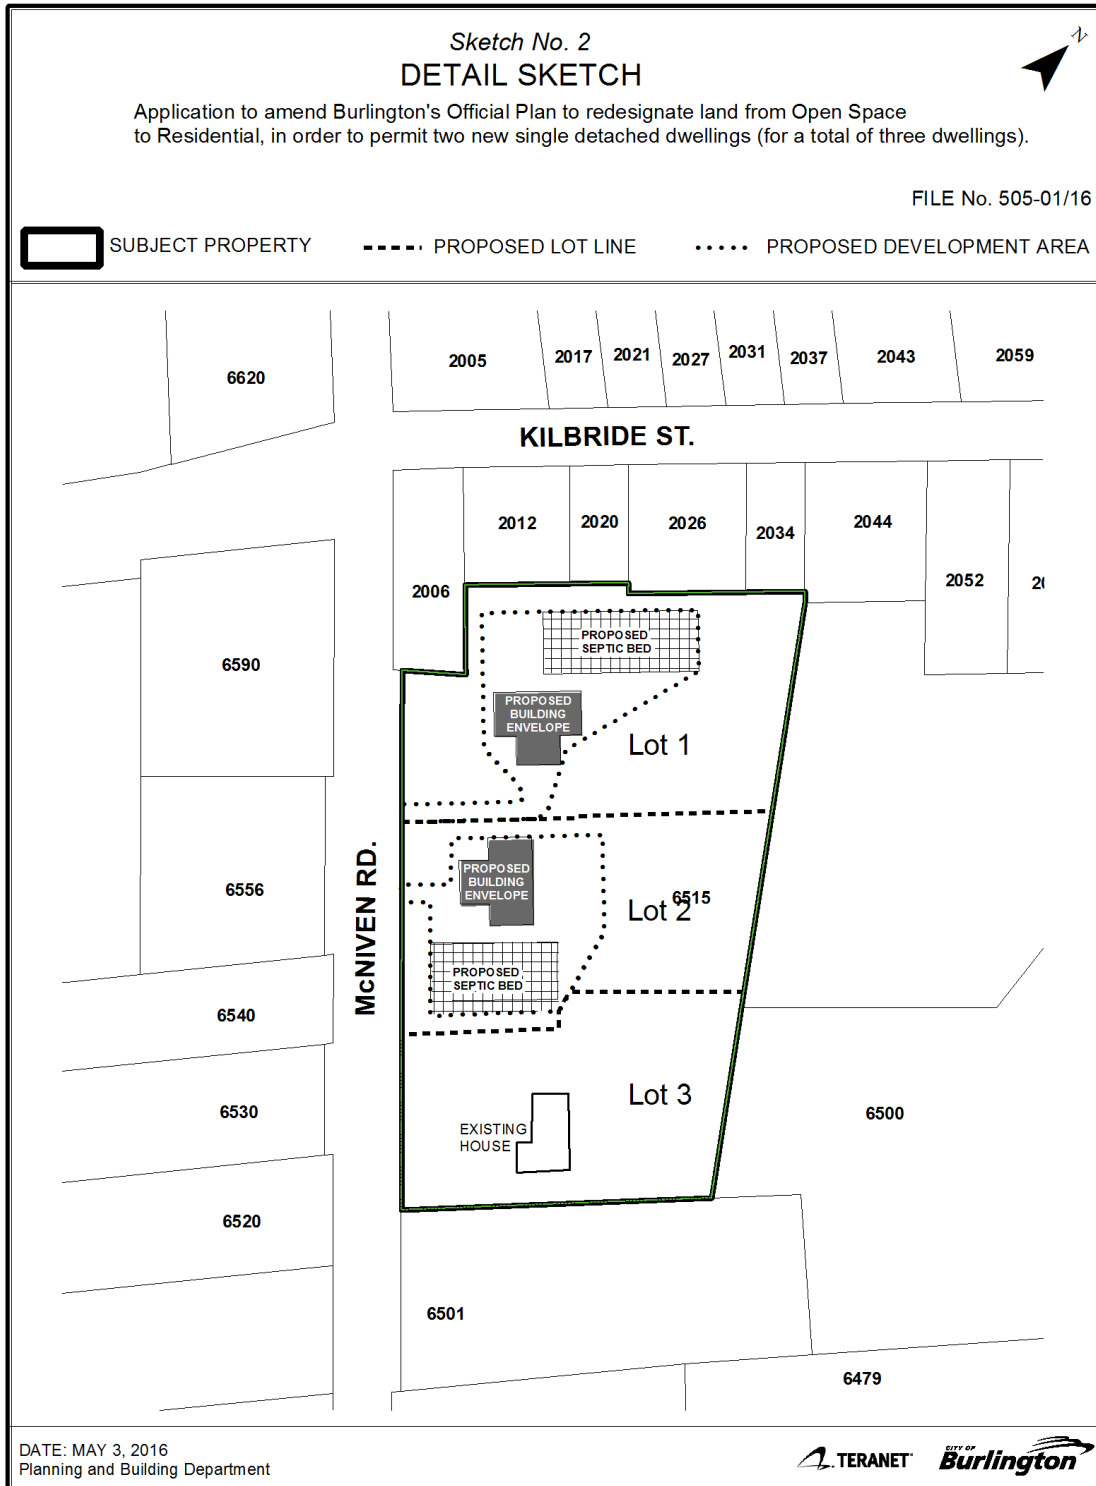 Sketch No. 2
N
DETAIL SKETCH
Application to amend Burlington's Official Plan to redesignate land from Open Space
to Residential, in order to permit two new single detached dwellings (for a total of three dwellings).
FILE No. 505-01/16
SUBJECT PROPERTY
PROPOSED LOT LINE
PROPOSED DEVELOPMENT AREA
6620
2005
2017
2021
2027
2031
2037
2043
2059
KILBRIDE ST.
2006
2012
2020
2026
2034
2044
2052
6590
PROPOSED
SEPTIC BED
PROPOSED
BUILDING
ENVELOPE
Lot 1
McNIVEN RD.
6556
PROPOSED
BUILDING
ENVELOPE
6515
Lot 2
PROPOSED
SEPTIC BED
6540
6530
Lot 3
EXISTING
HOUSE
6500
6520
6501
6479
DATE: MAY 3, 2016
Planning and Building Department
TERANET
CITY OF
Burlington